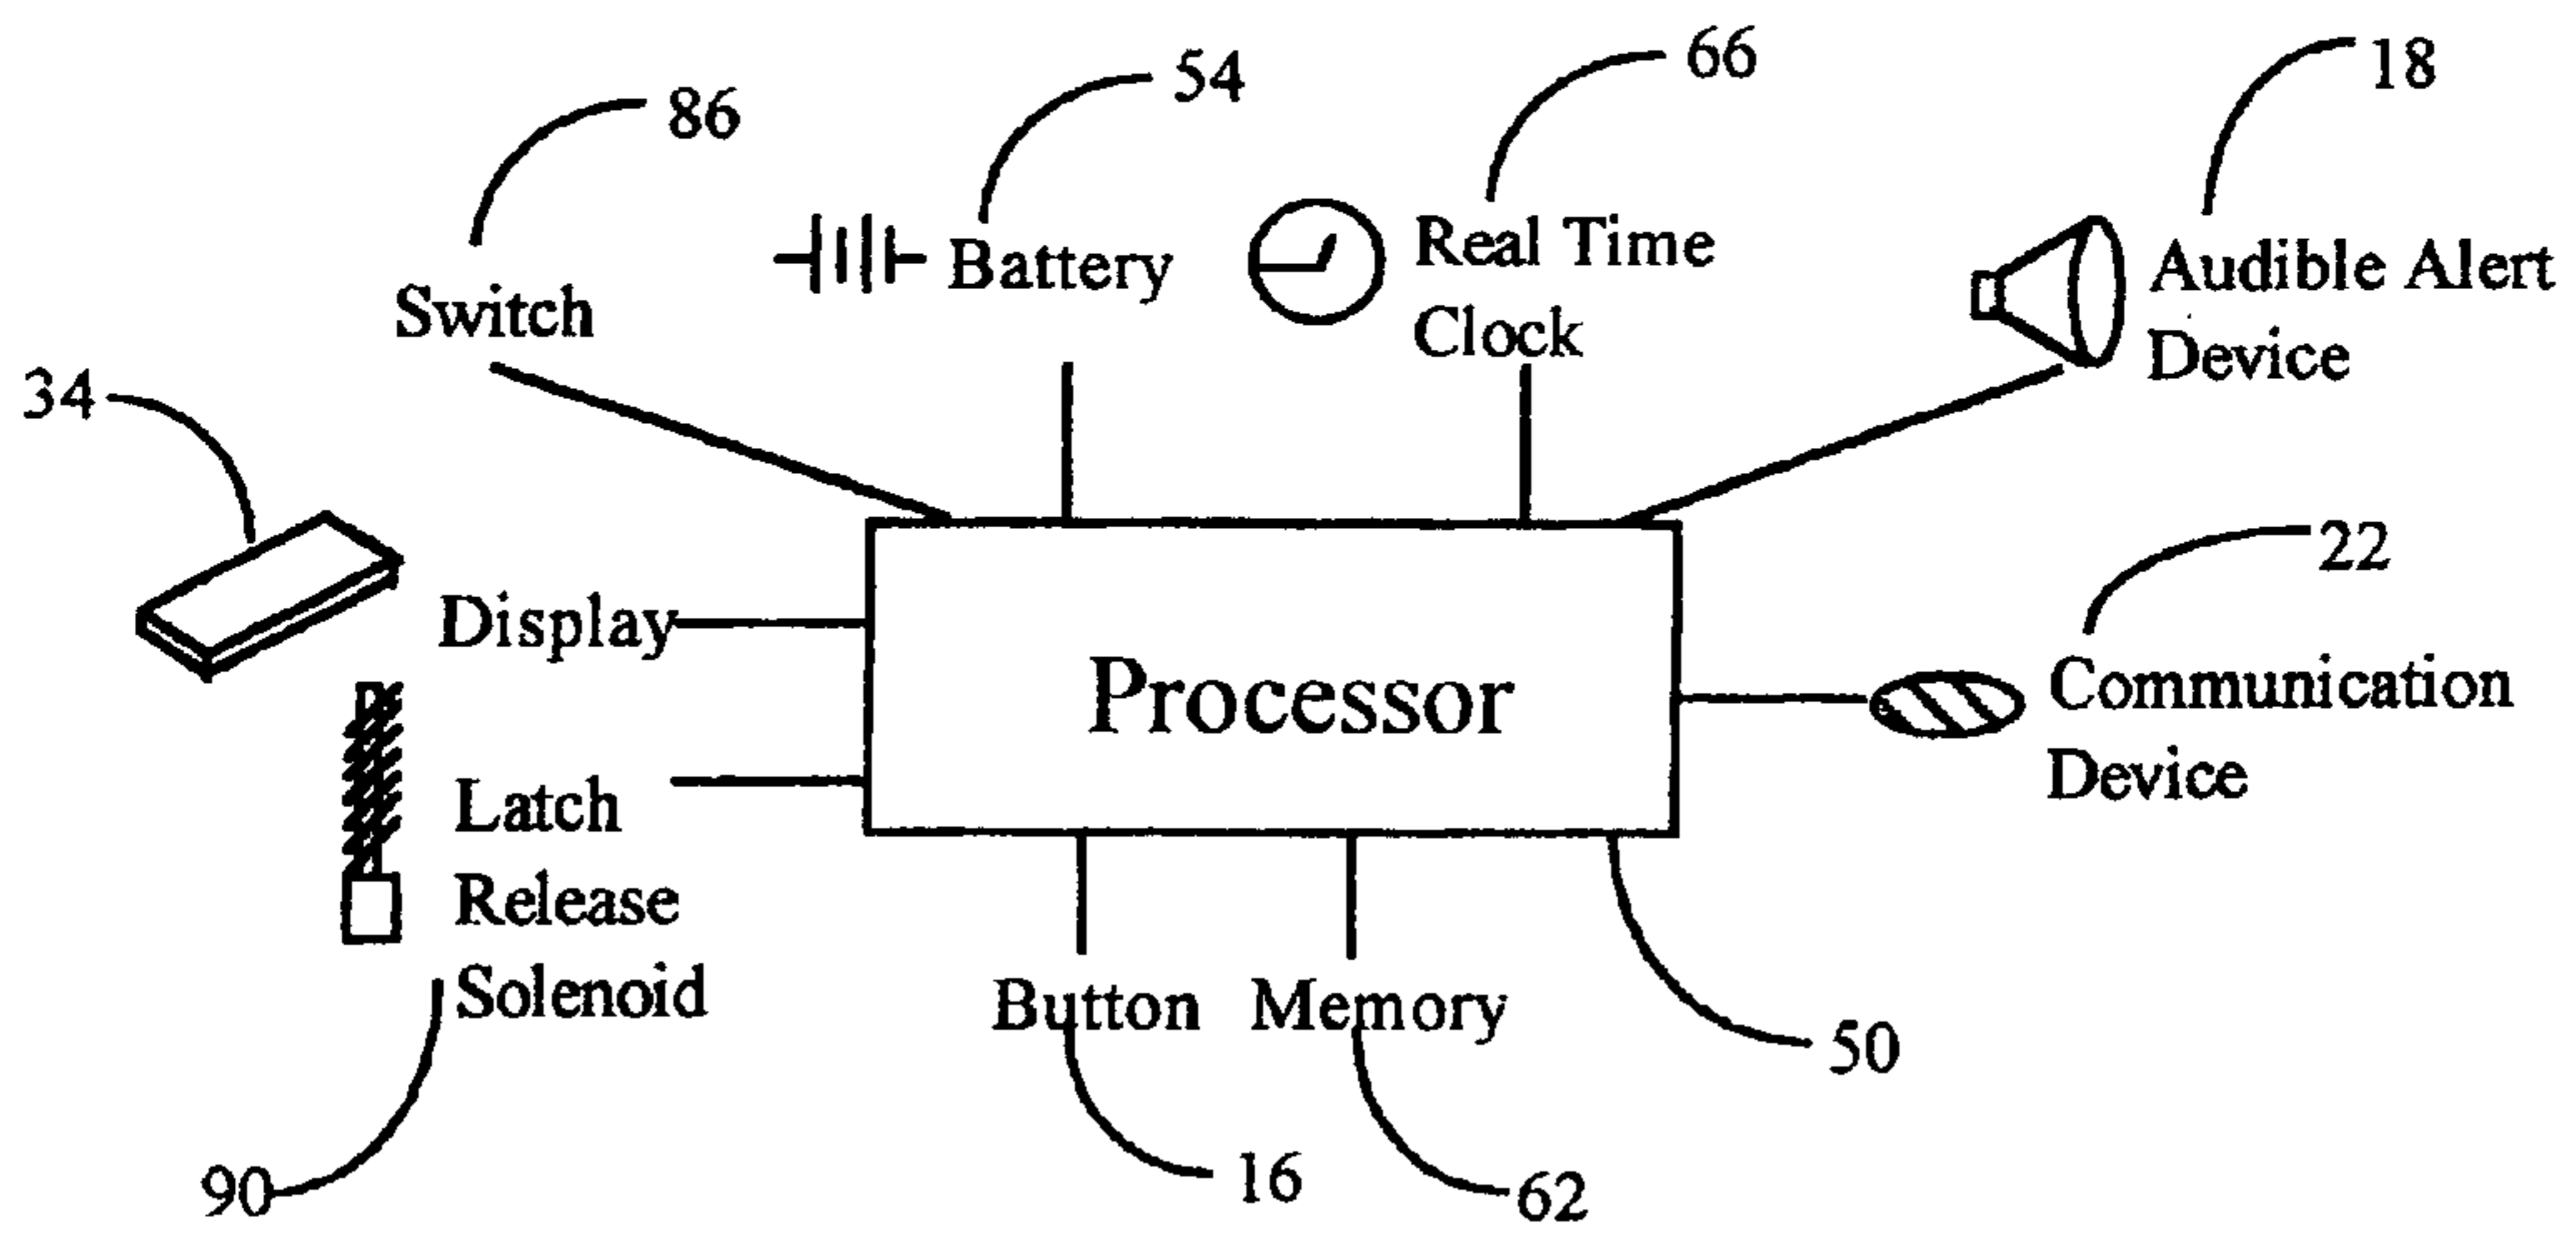 66
18
54
86
Real Time
Clock
Battery
Audible Alert
Device
Switch
34
22
Display
Processor
Communication
Device
Latch
Release
Solenoid
Button
Memory
50
90
16
62